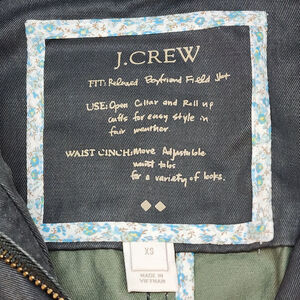 J.CREW
FIT: Relaxed Boyfriend Field Jkt
USE: Open Collar and Roll up
cuffs for easy style in
fair weather.
WAIST CINCH: Move Adjustable
waist tabs
for a variety of looks.
XS
MADE IN
VIETNAM